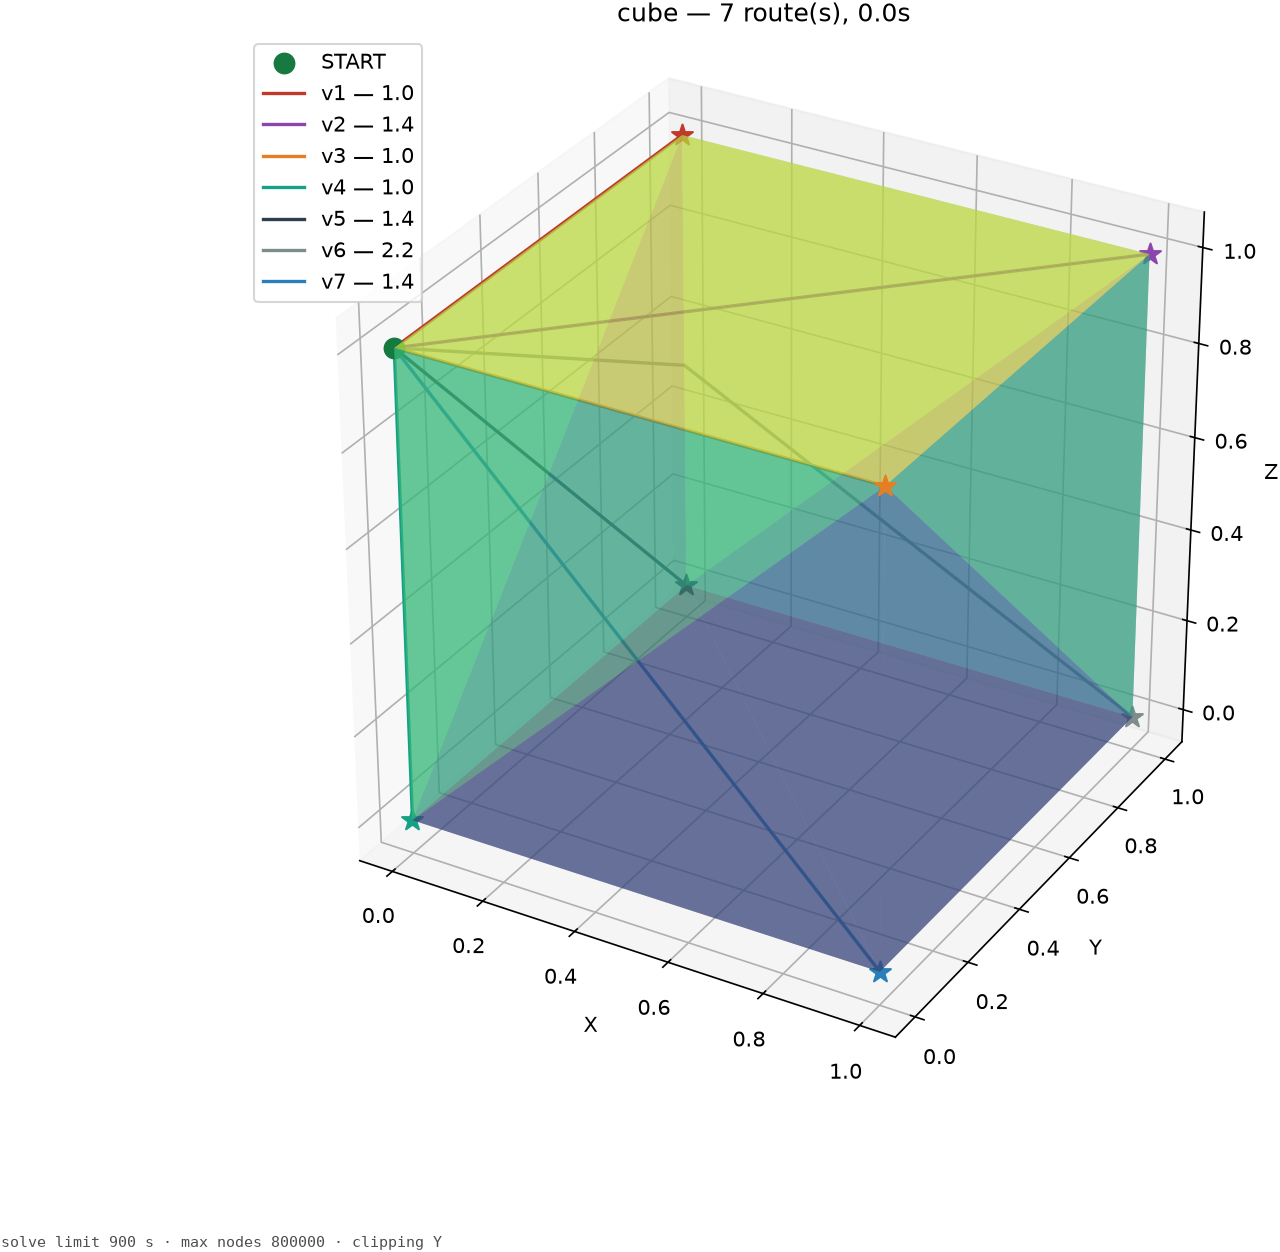 cube — 7 route(s), 0.0s
START
v1 — 1.0
v2 — 1.4
v3 — 1.0
v4 — 1.0
v5 — 1.4
v6 — 2.2
v7 — 1.4
1.0
0.8
0.6
Z
0.4
0.2
0.0
1.0
0.8
0.6
0.4
Y
0.2
0.0
0.0
0.2
0.4
0.6
X
0.8
1.0
solve limit 900 s · max nodes 800000 · clipping Y